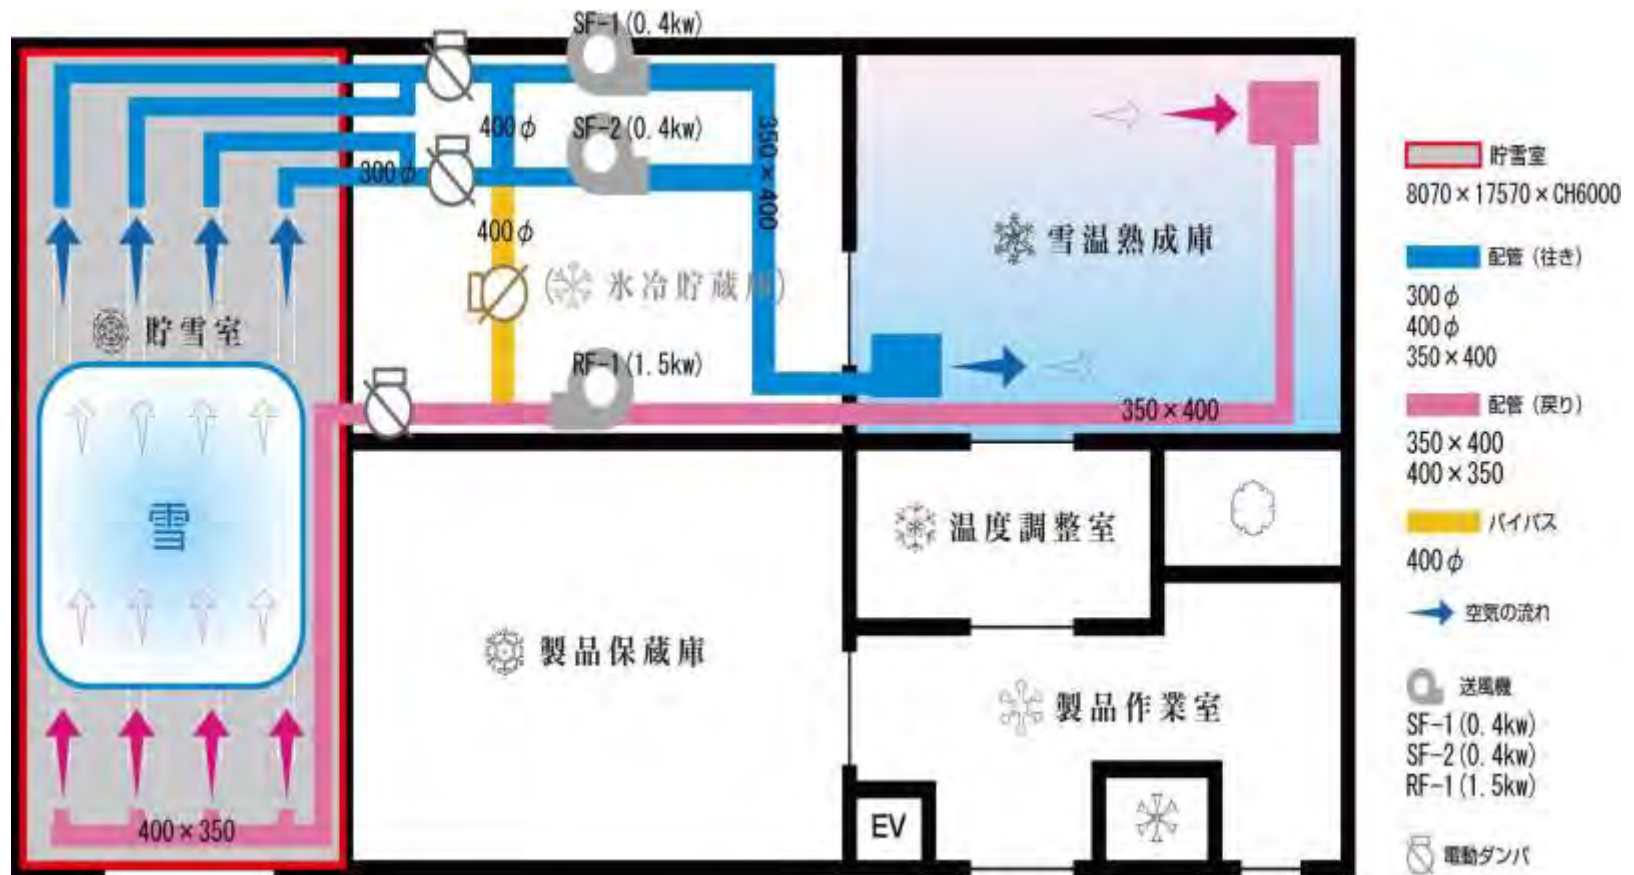 SF-1(0.4kw)
400φ
SF-2(0.4kw)
300φ
350×400
400φ
(氷冷貯蔵庫)
貯雪室
RF-1(1.5kw)
雪温熟成庫
350×400
雪
温度調整室
製品保蔵庫
製品作業室
400×350
EV
貯雪室
8070×17570×CH6000
配管(往き)
300φ
400φ
350×400
配管(戻り)
350×400
400×350
バイパス
400φ
空気の流れ
送風機
SF-1(0.4kw)
SF-2(0.4kw)
RF-1(1.5kw)
電動ダンパ